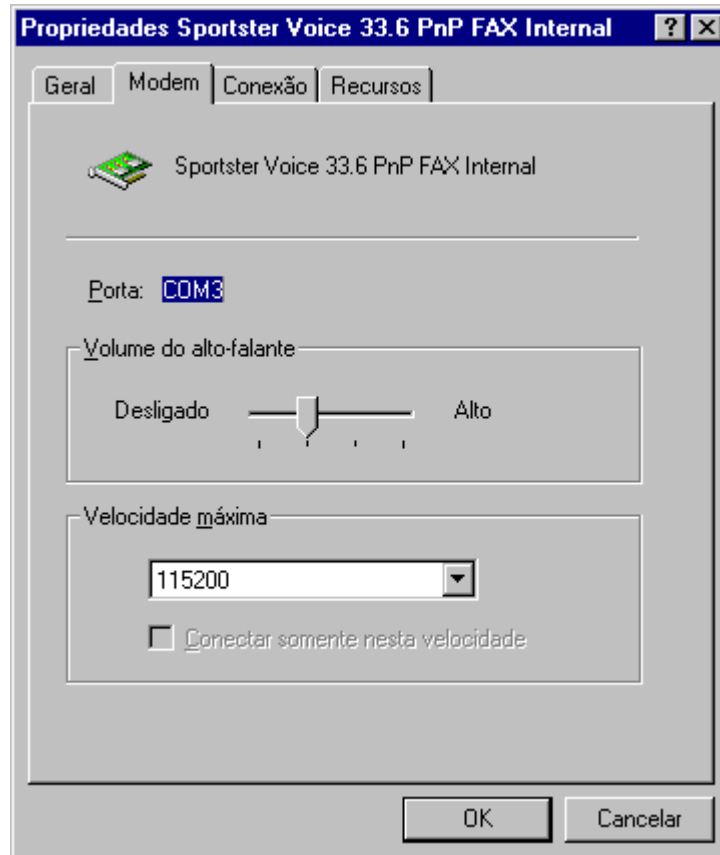 Propriedades Sportster Voice 33.6 PnP FAX Internal
Geral Modem Conexão Recursos
Sportster Voice 33.6 PnP FAX Internal
Porta: COM3
Volume do alto-falante
Desligado Alto
Velocidade máxima
115200
Conectar somente nesta velocidade
OK Cancelar